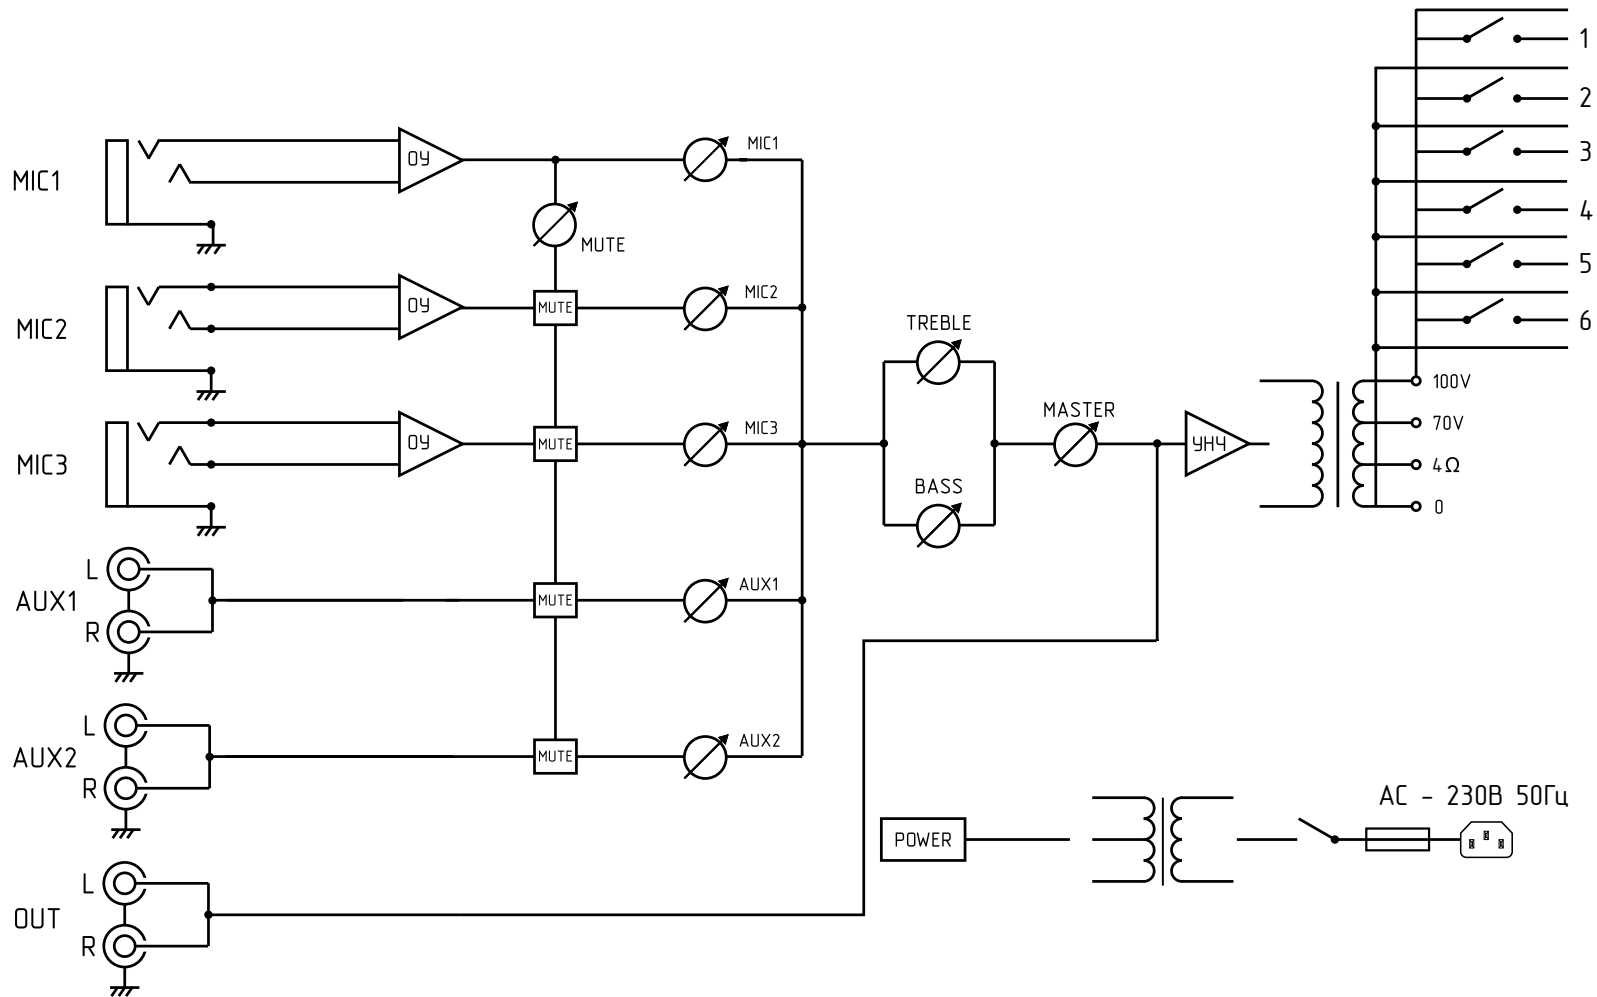 1
2
3
4
5
6
MIC1
ОУ
MIC1
MUTE
MIC2
ОУ
MUTE
MIC2
MIC3
ОУ
MUTE
MIC3
TREBLE
BASS
MASTER
УНЧ
100V
70V
4Ω
0
AUX1
L
R
MUTE
AUX1
AUX2
L
R
MUTE
AUX2
OUT
L
R
POWER
AC - 230В 50Гц